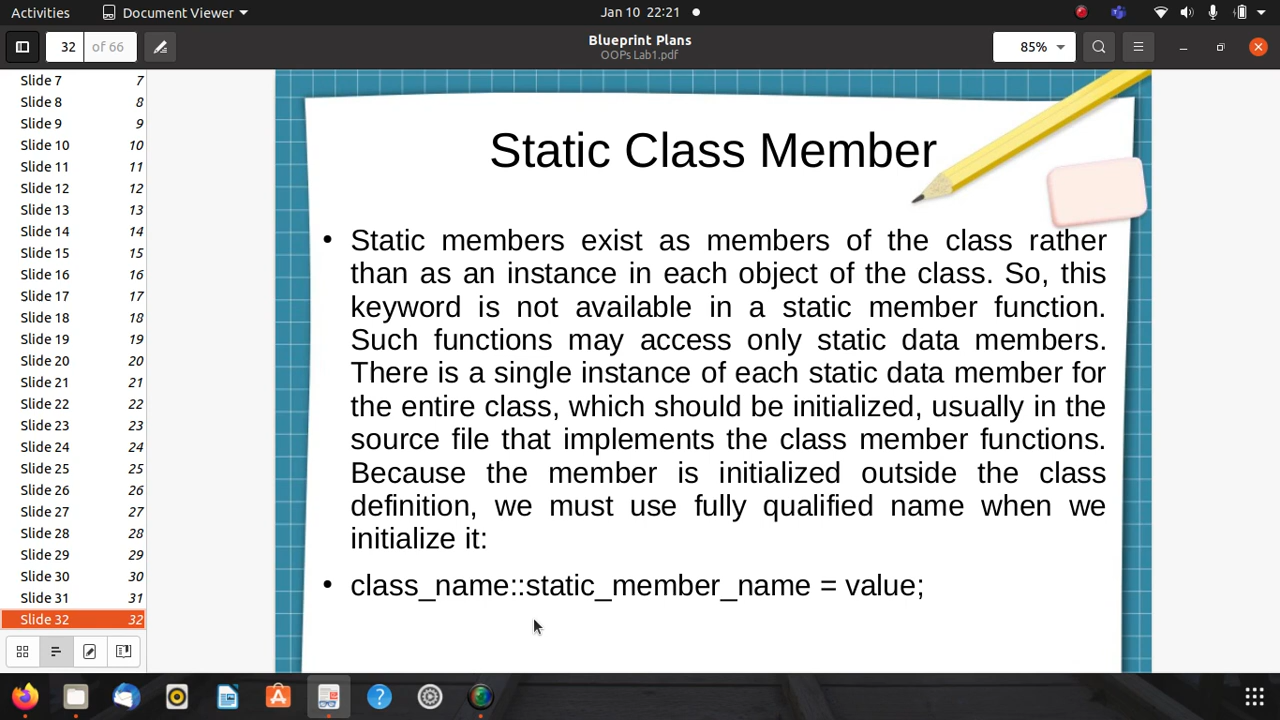 Activities Document Viewer Jan 10 22:21
32 of 66 Blueprint Plans 85%
OOPs Lab1.pdf
Slide 7 7
Slide 8 8
Slide 9 9
Slide 10 10
Slide 11 11
Slide 12 12
Slide 13 13
Slide 14 14
Slide 15 15
Slide 16 16
Slide 17 17
Slide 18 18
Slide 19 19
Slide 20 20
Slide 21 21
Slide 22 22
Slide 23 23
Slide 24 24
Slide 25 25
Slide 26 26
Slide 27 27
Slide 28 28
Slide 29 29
Slide 30 30
Slide 31 31
Slide 32 32
Static Class Member
• Static members exist as members of the class rather
than as an instance in each object of the class. So, this
keyword is not available in a static member function.
Such functions may access only static data members.
There is a single instance of each static data member for
the entire class, which should be initialized, usually in the
source file that implements the class member functions.
Because the member is initialized outside the class
definition, we must use fully qualified name when we
initialize it:
• class_name::static_member_name = value;